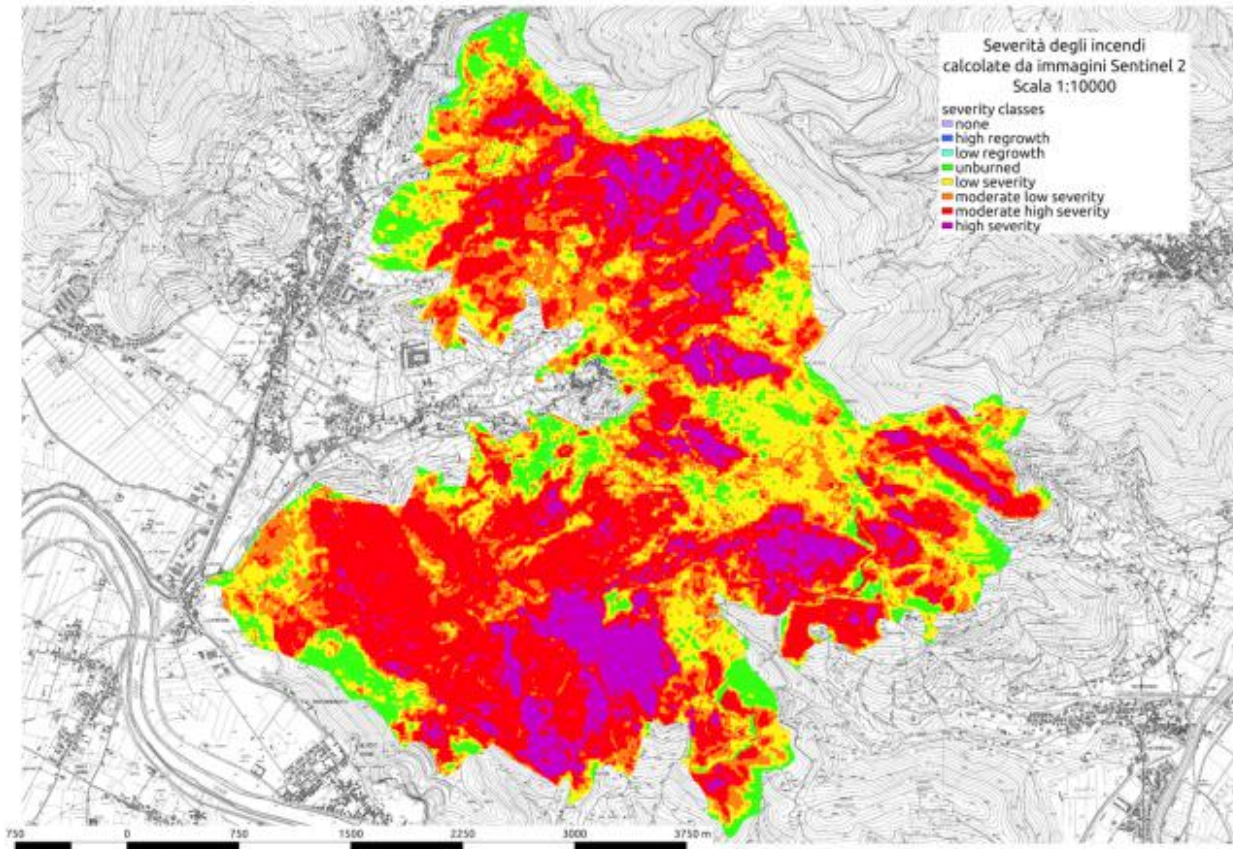 Severità degli incendi
calcolate da immagini Sentinel 2
Scala 1:10000
severity classes
none
high regrowth
low regrowth
unburned
low severity
moderate low severity
moderate high severity
high severity
750 0 750 1500 2250 3000 3750 m